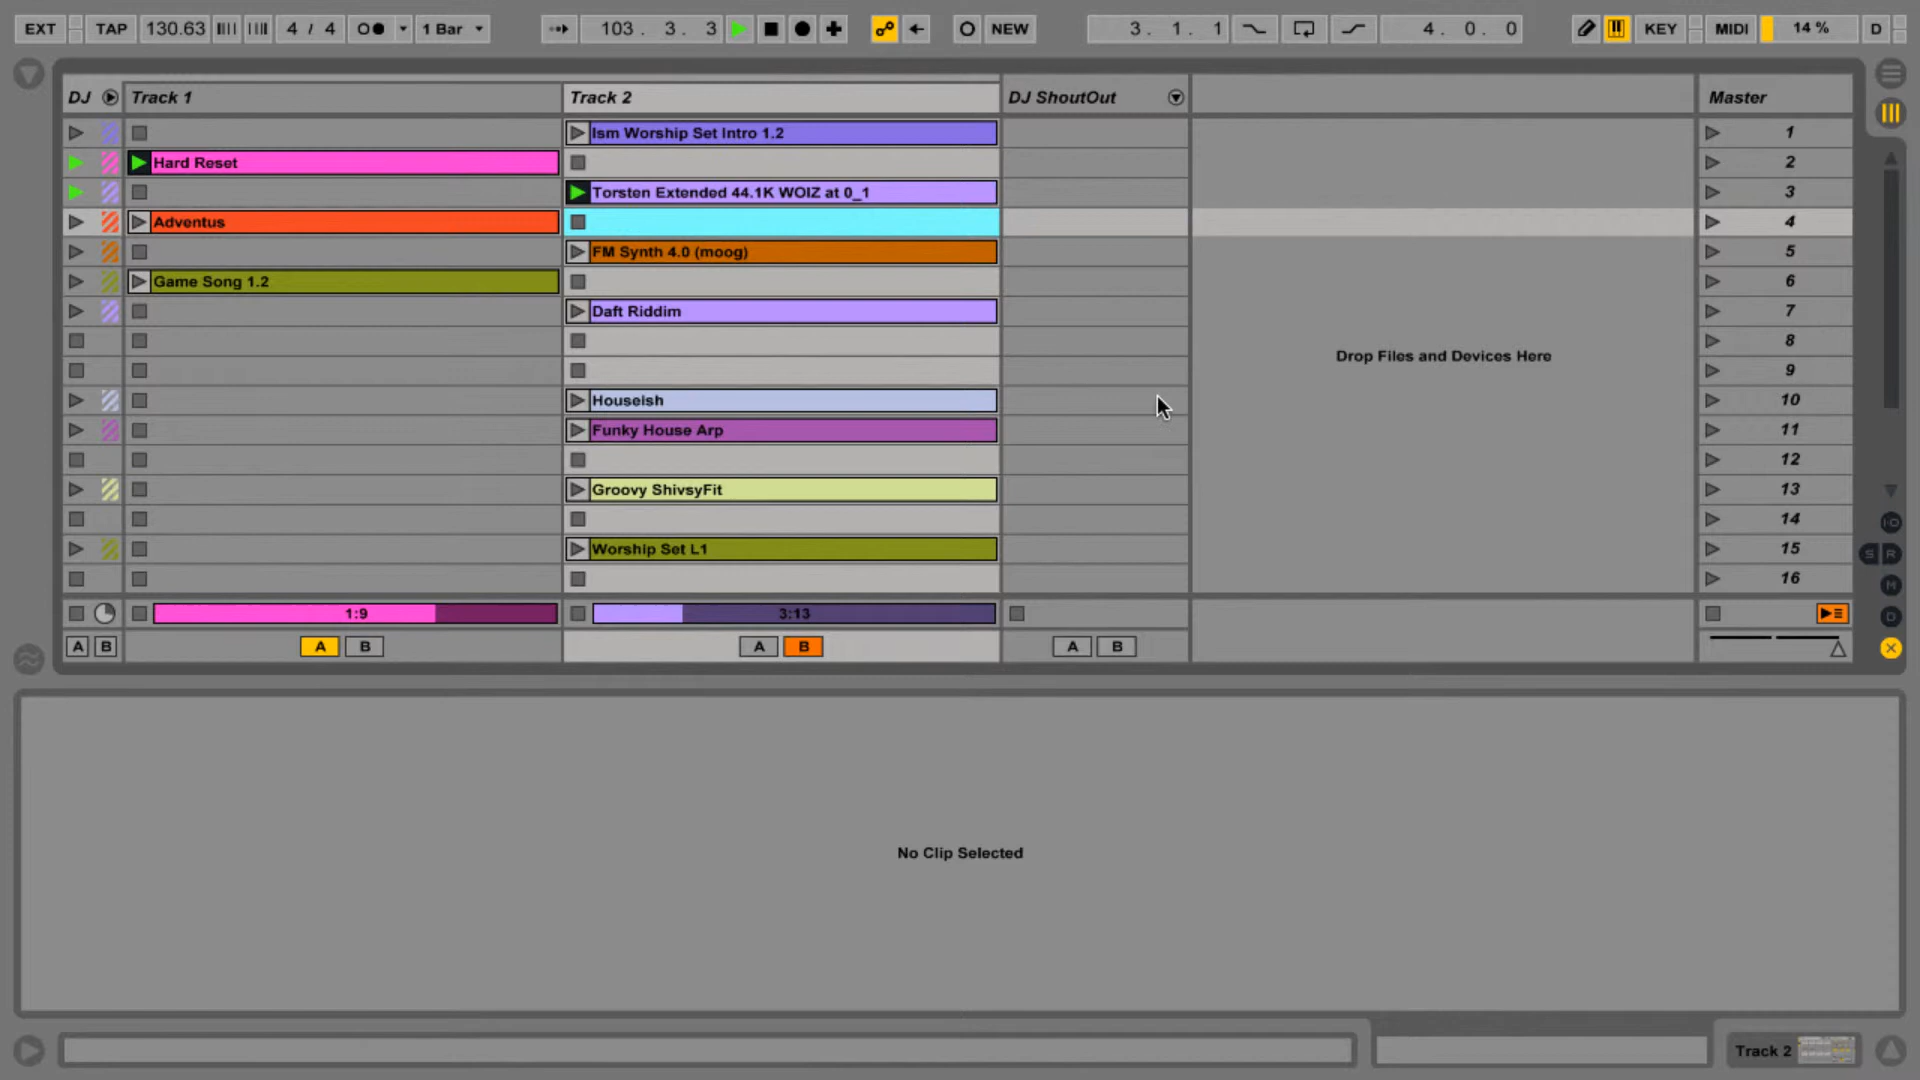 EXT TAP 130.63 4 / 4 1 Bar 103 . 3 . 3 NEW 3 . 1 . 1 4 . 0 . 0 KEY MIDI 14 % D
DJ Track 1 Track 2 DJ ShoutOut Master
Ism Worship Set Intro 1.2 1
Hard Reset 2
Torsten Extended 44.1K WOIZ at 0_1 3
Adventus 4
FM Synth 4.0 (moog) 5
Game Song 1.2 6
Daft Riddim 7
8
Drop Files and Devices Here
9
Houseish 10
Funky House Arp 11
12
Groovy ShivsyFit 13
14
I·O
Worship Set L1 15
S R
16
M
1:9 3:13
D
A B A B A B A B
No Clip Selected
Track 2